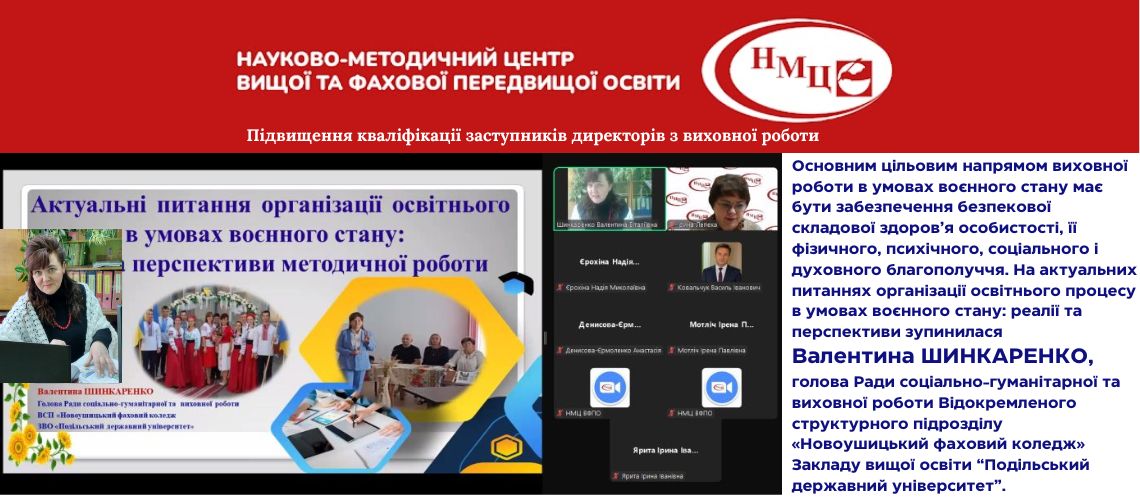 НАУКОВО-МЕТОДИЧНИЙ ЦЕНТР
ВИЩОЇ ТА ФАХОВОЇ ПЕРЕДВИЩОЇ ОСВІТИ
НМЦ
Підвищення кваліфікації заступників директорів з виховної роботи
Актуальні питання організації освітнього
в умовах воєнного стану:
перспективи методичної роботи
Валентина ШИНКАРЕНКО
Голова Ради соціально-гуманітарної та виховної роботи
ВСП «Новоушицький фаховий коледж
ЗВО «Подільський державний університет»
Шинкаренко Валентина Віталіївна
Ірина Лепеха
Єрохіна Надія...
Єрохіна Надія Миколаївна
Ковальчук Василь Іванович
Денисова-Єрм...
Мотліч Ірена П...
Денисова-Єрмоленко Анастасія
Мотліч Ірена Павлівна
НМЦ ВФПО
НМЦ ВФПО
Ярита Ірина Іва...
Ярита Ірина Іванівна
Основним цільовим напрямом виховної
роботи в умовах воєнного стану має
бути забезпечення безпекової
складової здоров’я особистості, її
фізичного, психічного, соціального і
духовного благополуччя. На актуальних
питаннях організації освітнього процесу
в умовах воєнного стану: реалії та
перспективи зупинилася
Валентина ШИНКАРЕНКО,
голова Ради соціально-гуманітарної та
виховної роботи Відокремленого
структурного підрозділу
«Новоушицький фаховий коледж»
Закладу вищої освіти “Подільський
державний університет”.